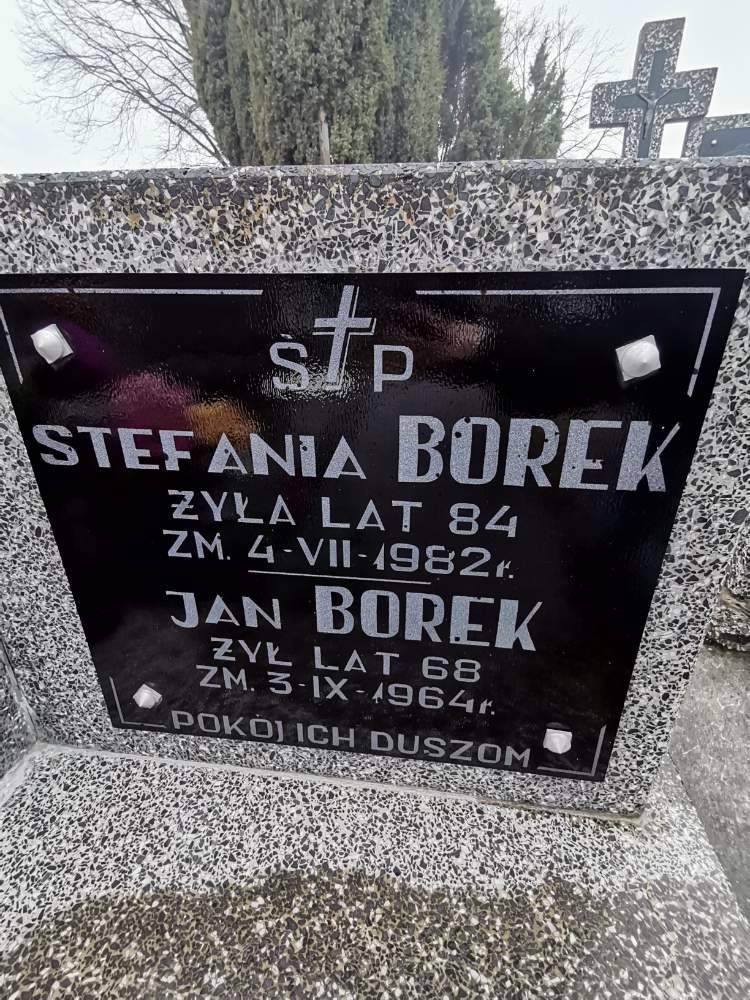 Ś † P
STEFANIA BOREK
ŻYŁA LAT 84
ZM. 4-VII-1982r.
JAN BOREK
ŻYŁ LAT 68
ZM. 3-IX-1964r.
POKÓJ ICH DUSZOM